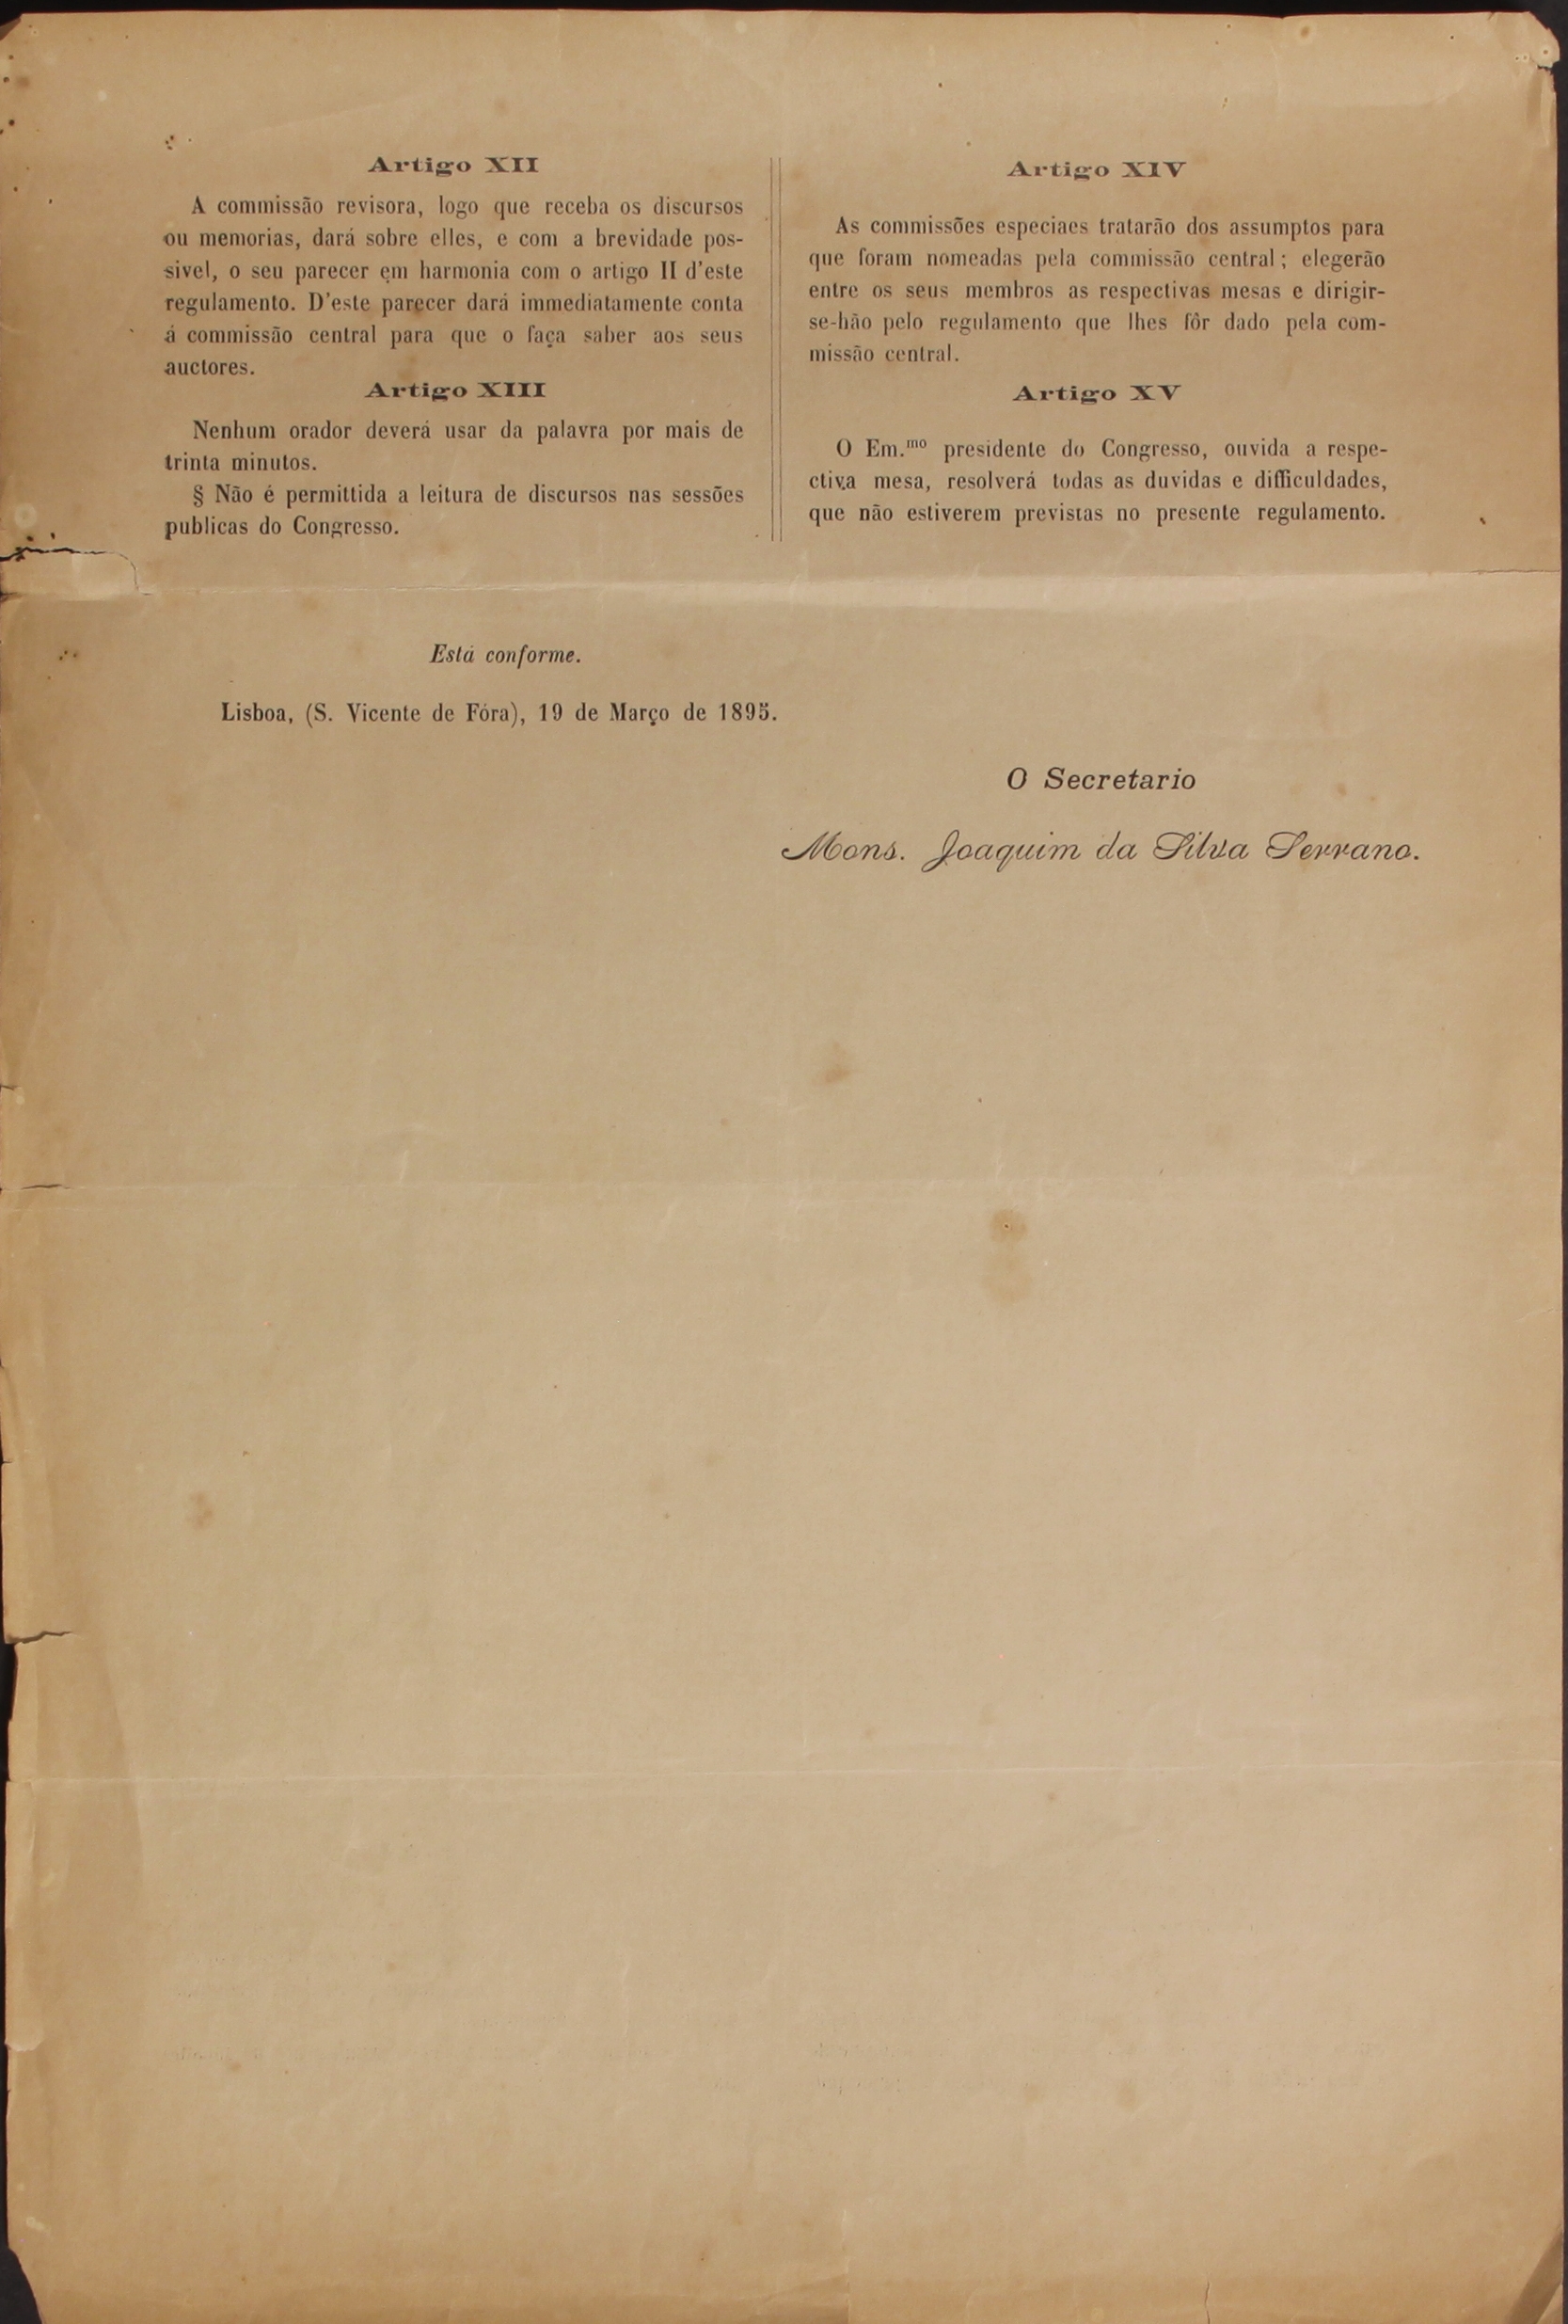 Artigo XII
A commissão revisora, logo que receba os discursos
ou memorias, dará sobre elles, e com a brevidade pos-
sivel, o seu parecer em harmonia com o artigo II d'este
regulamento. D'este parecer dará immediatamente conta
á commissão central para que o faça saber aos seus
auctores.
Artigo XIII
Nenhum orador deverá usar da palavra por mais de
trinta minutos.
§ Não é permittida a leitura de discursos nas sessões
publicas do Congresso.
Artigo XIV
As commissões especiaes tratarão dos assumptos para
que foram nomeadas pela commissão central; elegerão
entre os seus membros as respectivas mesas e dirigir-
se-hão pelo regulamento que lhes fôr dado pela com-
missão central.
Artigo XV
O Em.mo presidente do Congresso, ouvida a respe-
ctiva mesa, resolverá todas as duvidas e difficuldades,
que não estiverem previstas no presente regulamento.
Está conforme.
Lisboa, (S. Vicente de Fóra), 19 de Março de 1895.
O Secretario
Mons. Joaquim da Silva Serrano.